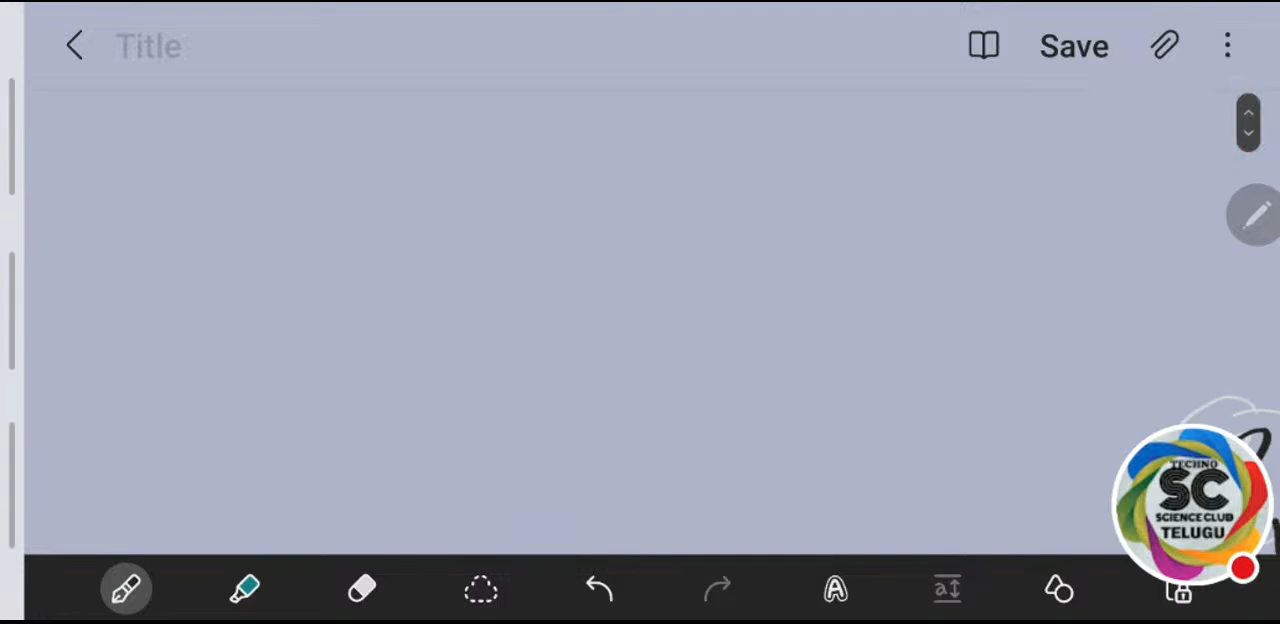 Title
Save
TECHNO
SC
SCIENCE CLUB
TELUGU